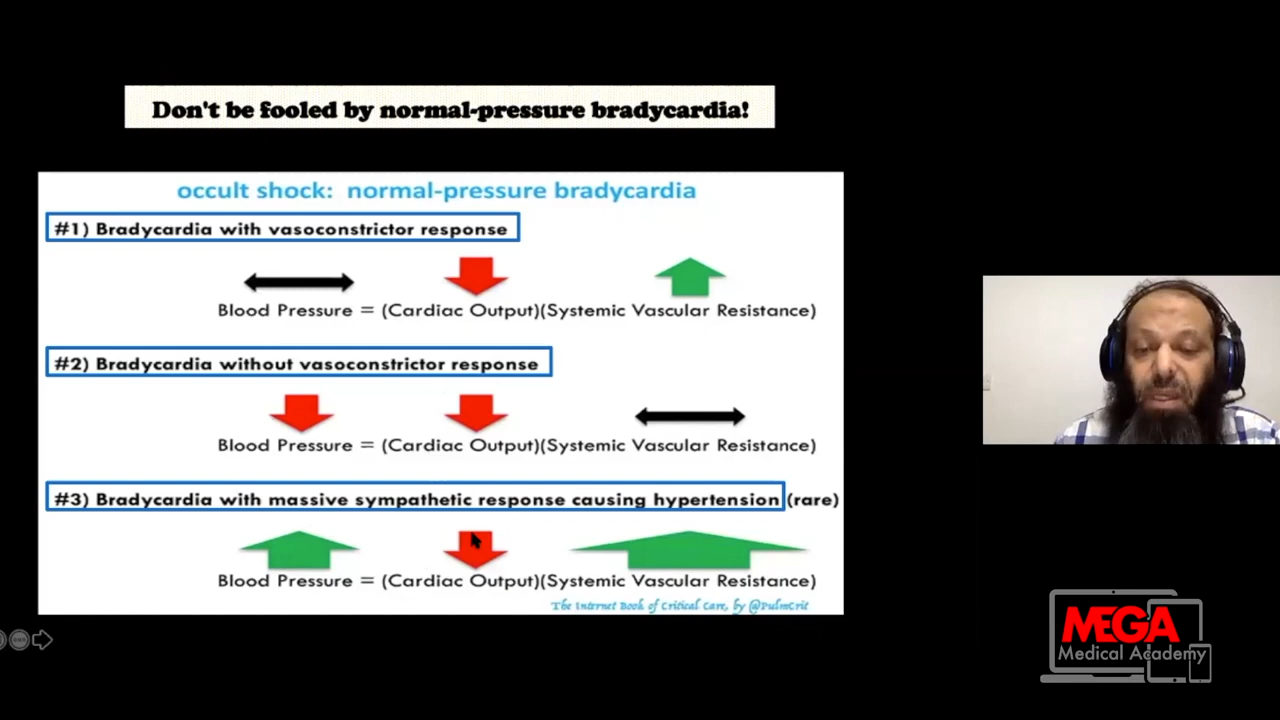 Don't be fooled by normal-pressure bradycardia!
occult shock: normal-pressure bradycardia
#1) Bradycardia with vasoconstrictor response
Blood Pressure = (Cardiac Output)(Systemic Vascular Resistance)
#2) Bradycardia without vasoconstrictor response
Blood Pressure = (Cardiac Output)(Systemic Vascular Resistance)
#3) Bradycardia with massive sympathetic response causing hypertension (rare)
Blood Pressure = (Cardiac Output)(Systemic Vascular Resistance)
The Internet Book of Critical Care, by @PulmCrit
MEGA
Medical Academy